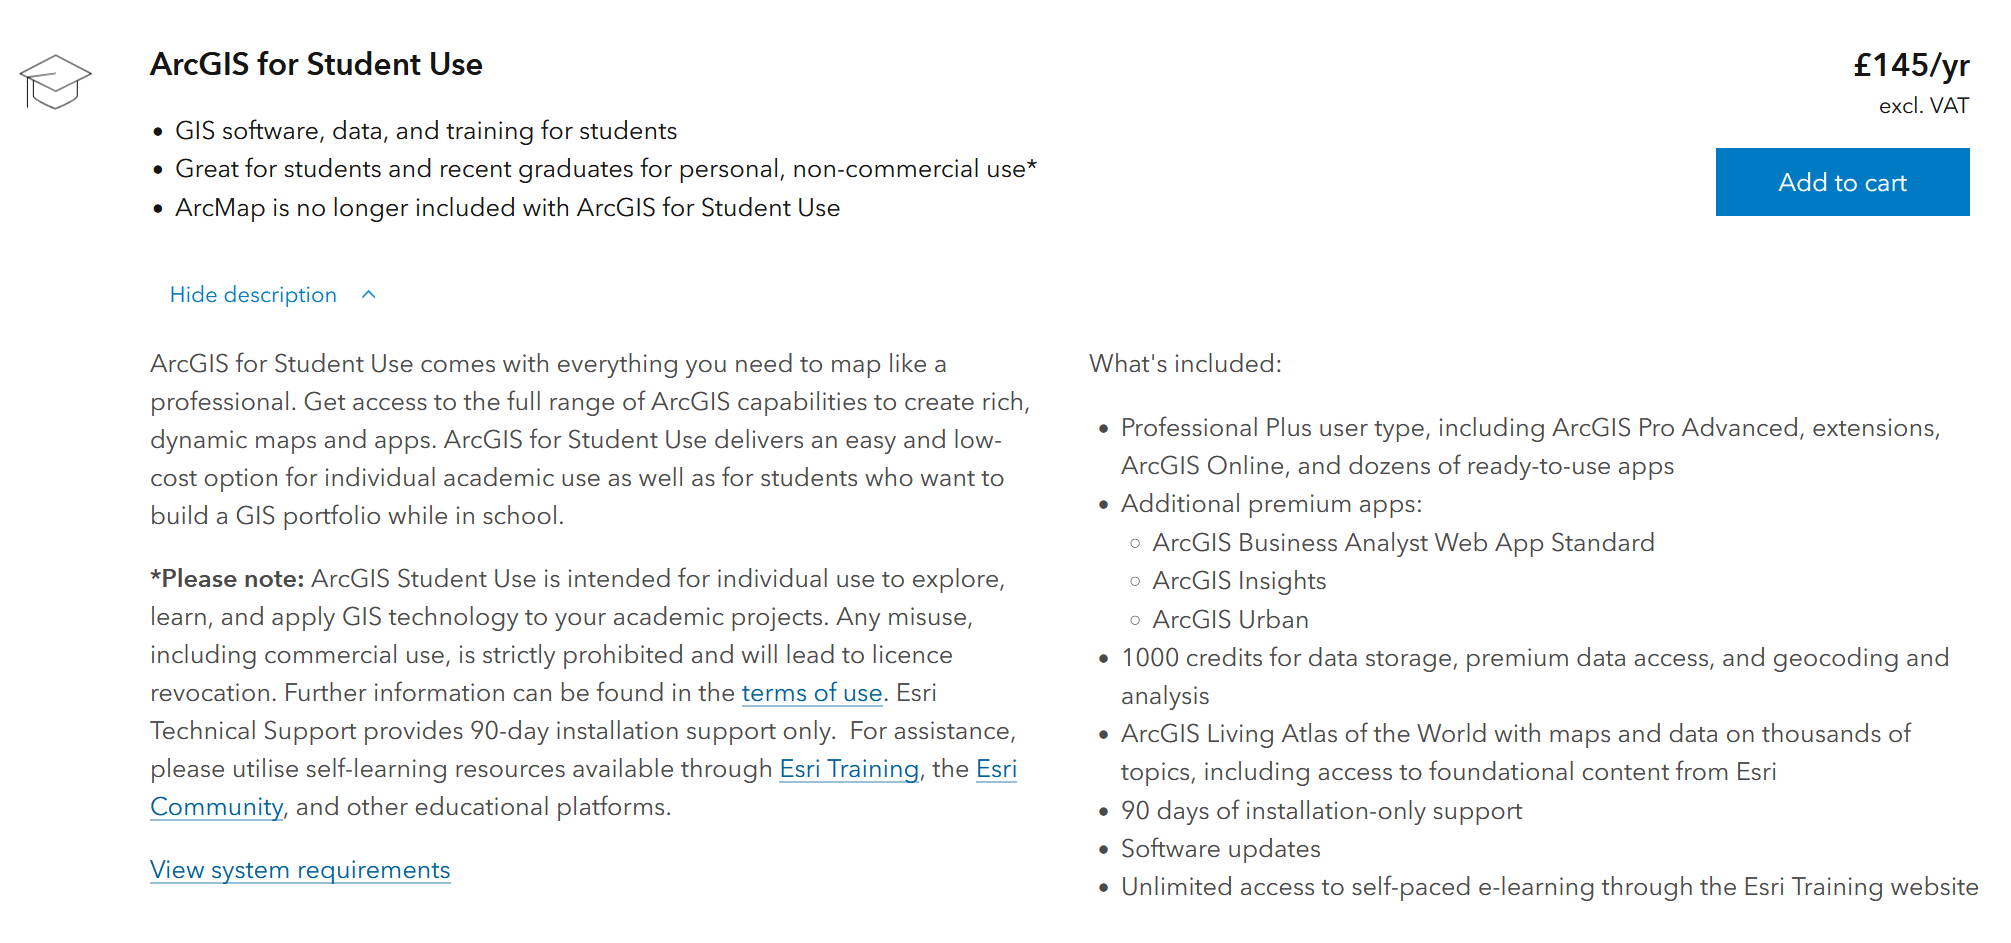 ArcGIS for Student Use
£145/yr
excl. VAT
• GIS software, data, and training for students
• Great for students and recent graduates for personal, non-commercial use*
• ArcMap is no longer included with ArcGIS for Student Use
Add to cart
Hide description
ArcGIS for Student Use comes with everything you need to map like a
professional. Get access to the full range of ArcGIS capabilities to create rich,
dynamic maps and apps. ArcGIS for Student Use delivers an easy and low-
cost option for individual academic use as well as for students who want to
build a GIS portfolio while in school.
*Please note: ArcGIS Student Use is intended for individual use to explore,
learn, and apply GIS technology to your academic projects. Any misuse,
including commercial use, is strictly prohibited and will lead to licence
revocation. Further information can be found in the terms of use. Esri
Technical Support provides 90-day installation support only.  For assistance,
please utilise self-learning resources available through Esri Training, the Esri
Community, and other educational platforms.
View system requirements
What's included:
• Professional Plus user type, including ArcGIS Pro Advanced, extensions,
ArcGIS Online, and dozens of ready-to-use apps
• Additional premium apps:
◦ ArcGIS Business Analyst Web App Standard
◦ ArcGIS Insights
◦ ArcGIS Urban
• 1000 credits for data storage, premium data access, and geocoding and
analysis
• ArcGIS Living Atlas of the World with maps and data on thousands of
topics, including access to foundational content from Esri
• 90 days of installation-only support
• Software updates
• Unlimited access to self-paced e-learning through the Esri Training website